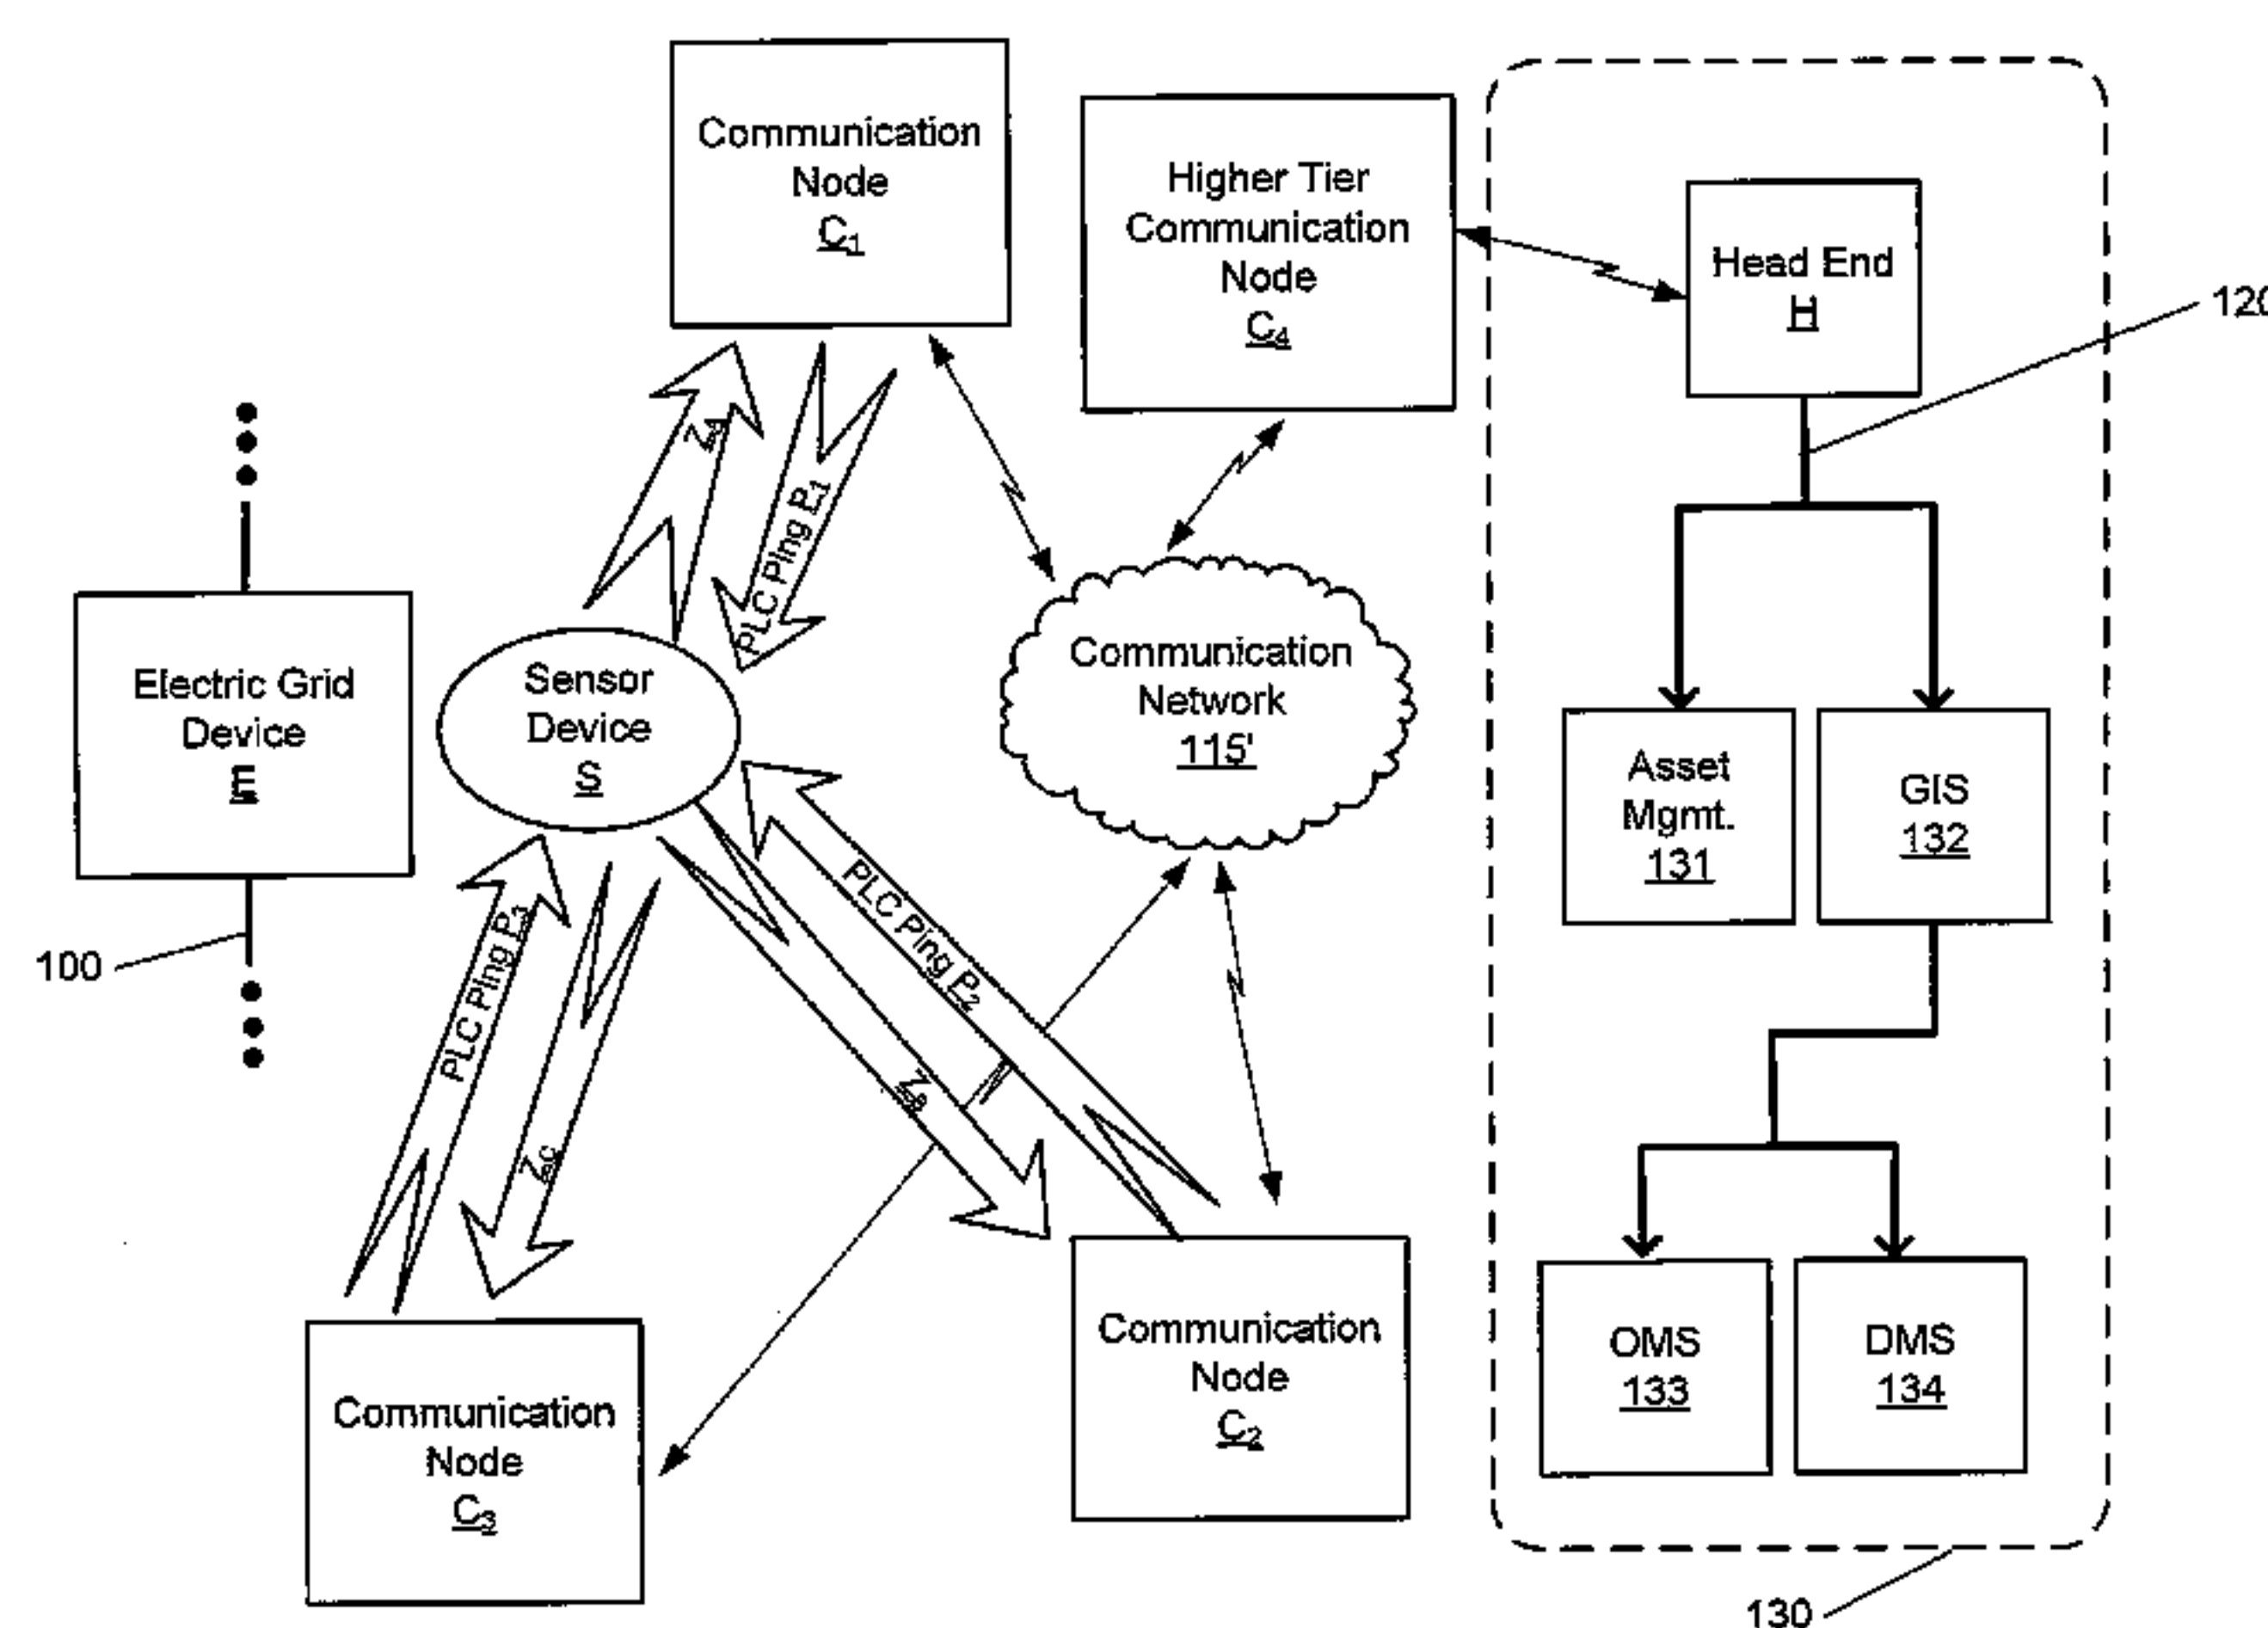 Communication
Node
C1
Higher Tier
Communication
Node
C4
Head End
H
120
ZA
PLC Ping P1
Electric Grid
Device
E
Sensor
Device
S
Communication
Network
115'
Asset
Mgmt.
131
GIS
132
100
PLC Ping P3
PLC Ping P2
ZC
ZB
Communication
Node
C3
Communication
Node
C2
OMS
133
DMS
134
130